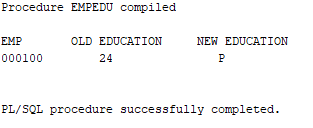 Procedure EMPEDU compiled
EMP OLD EDUCATION NEW EDUCATION
000100 24 P
PL/SQL procedure successfully completed.